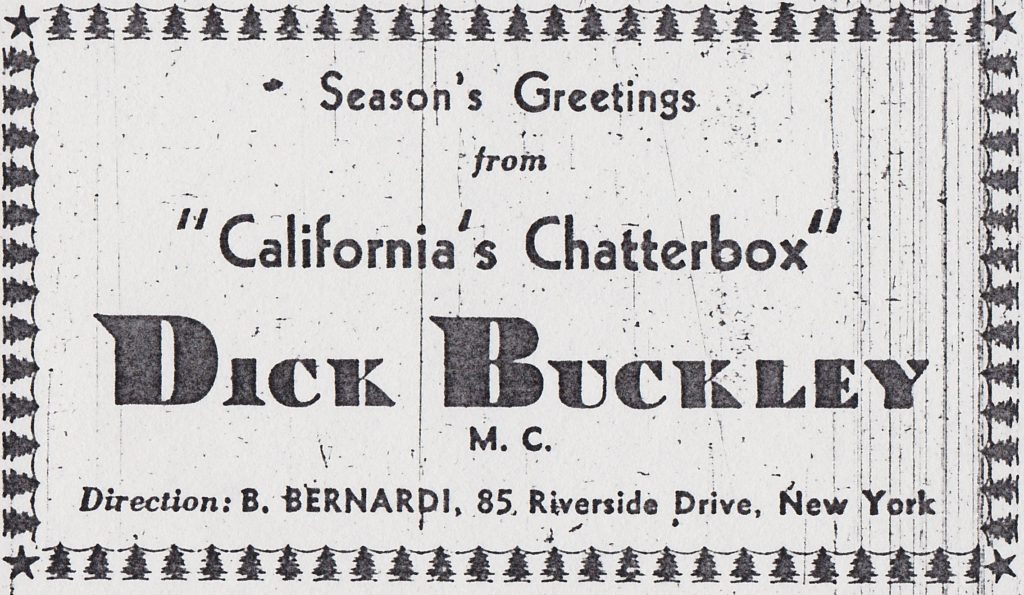 Season's Greetings
from
"California's Chatterbox"
DICK BUCKLEY
M. C.
Direction: B. BERNARDI, 85 Riverside Drive, New York